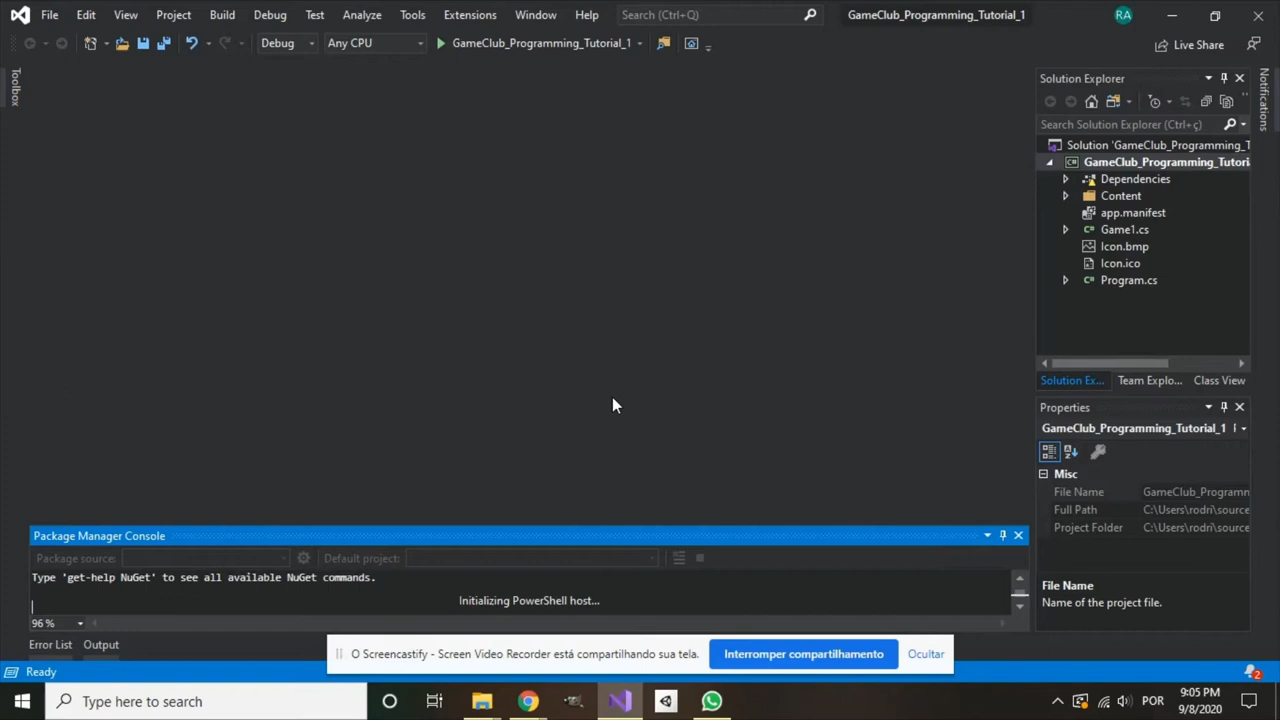 File Edit View Project Build Debug Test Analyze Tools Extensions Window Help Search (Ctrl+Q) GameClub_Programming_Tutorial_1 RA
Debug Any CPU GameClub_Programming_Tutorial_1 Live Share
Toolbox
Solution Explorer
Notifications
Search Solution Explorer (Ctrl+ç)
Solution 'GameClub_Programming_T
GameClub_Programming_Tutoria
Dependencies
Content
app.manifest
Game1.cs
Icon.bmp
Icon.ico
Program.cs
Solution Ex... Team Explo... Class View
Properties
GameClub_Programming_Tutorial_1
Misc
File Name GameClub_Programm
Full Path C:\Users\rodri\source
Project Folder C:\Users\rodri\source
File Name
Name of the project file.
Package Manager Console
Package source: Default project:
Type 'get-help NuGet' to see all available NuGet commands.
Initializing PowerShell host...
96 %
Error List Output
O Screencastify - Screen Video Recorder está compartilhando sua tela. Interromper compartilhamento Ocultar
Ready 2
Type here to search POR 9:05 PM
9/8/2020